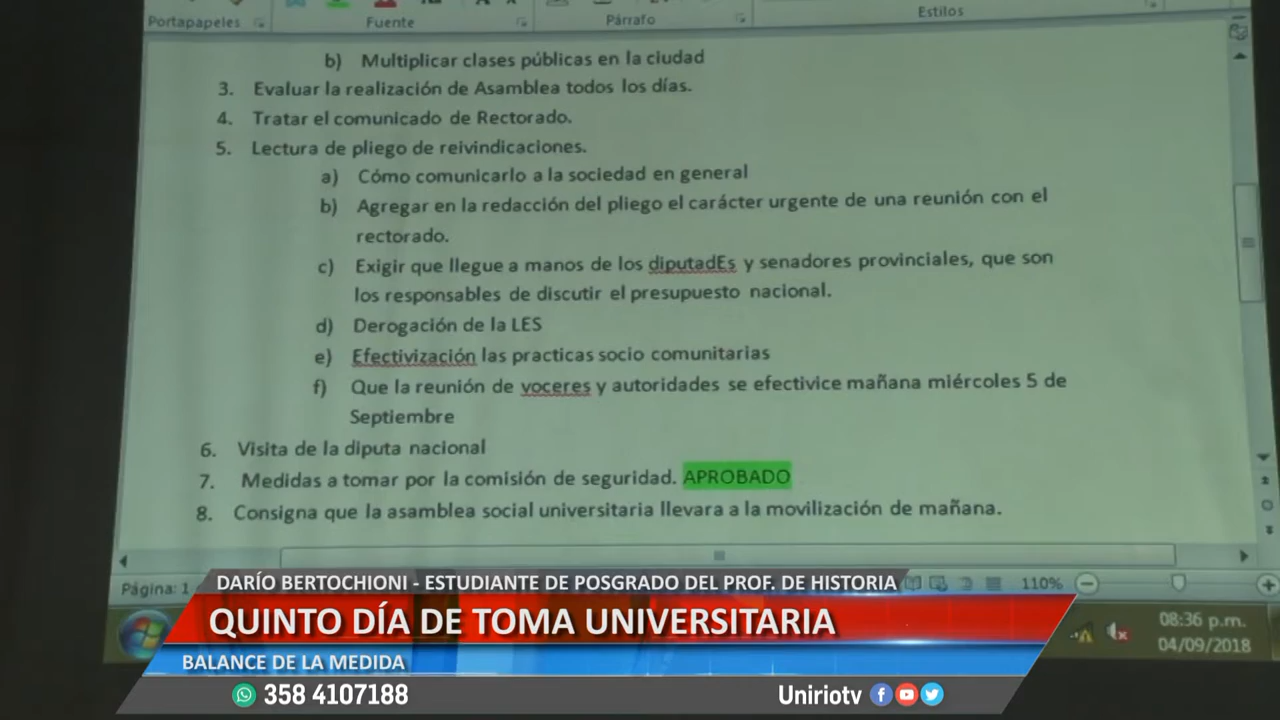 Portapapeles
Fuente
Párrafo
Estilos
b) Multiplicar clases públicas en la ciudad
3. Evaluar la realización de Asamblea todos los días.
4. Tratar el comunicado de Rectorado.
5. Lectura de pliego de reivindicaciones.
a) Cómo comunicarlo a la sociedad en general
b) Agregar en la redacción del pliego el carácter urgente de una reunión con el
rectorado.
c) Exigir que llegue a manos de los diputadEs y senadores provinciales, que son
los responsables de discutir el presupuesto nacional.
d) Derogación de la LES
e) Efectivización las practicas socio comunitarias
f) Que la reunión de voceres y autoridades se efectivice mañana miércoles 5 de
Septiembre
6. Visita de la diputa nacional
7. Medidas a tomar por la comisión de seguridad. APROBADO
8. Consigna que la asamblea social universitaria llevara a la movilización de mañana.
Página: 1
110%
08:36 p.m.
04/09/2018
DARÍO BERTOCHIONI - ESTUDIANTE DE POSGRADO DEL PROF. DE HISTORIA
QUINTO DÍA DE TOMA UNIVERSITARIA
BALANCE DE LA MEDIDA
358 4107188
Uniriotv